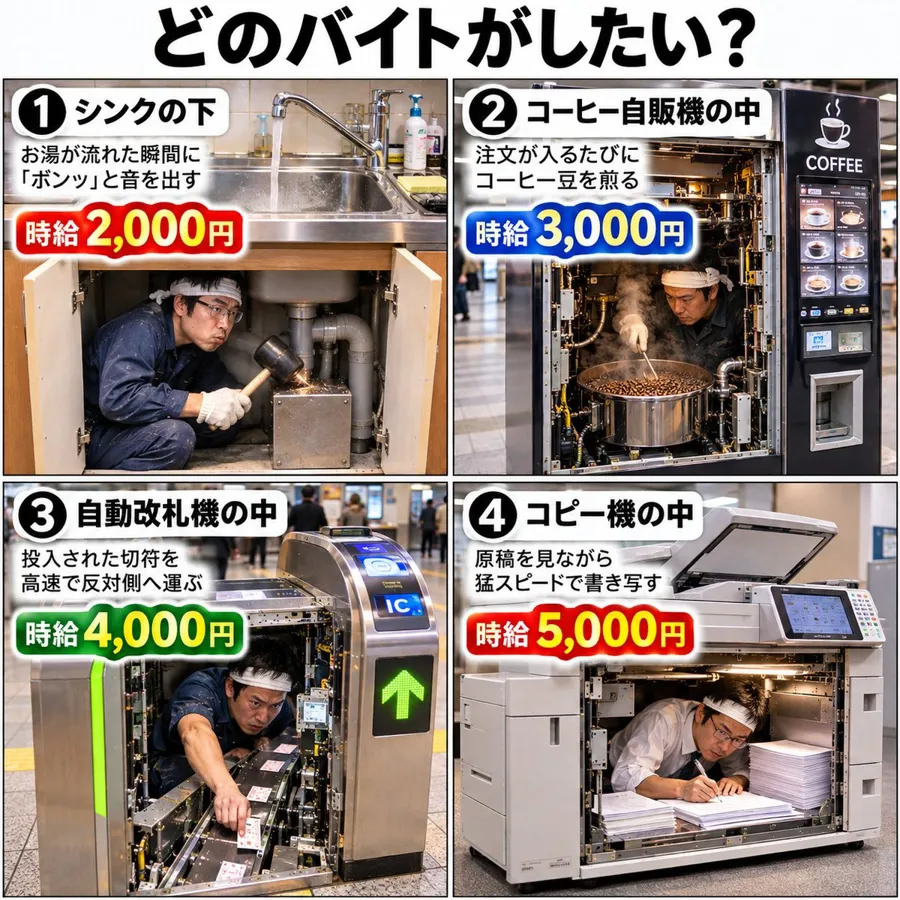 どのバイトがしたい？
1 シンクの下
お湯が流れた瞬間に
「ボンッ」と音を出す
時給2,000円
2 コーヒー自販機の中
注文が入るたびに
コーヒー豆を煎る
時給3,000円
COFFEE
3 自動改札機の中
投入された切符を
高速で反対側へ運ぶ
時給4,000円
IC
4 コピー機の中
原稿を見ながら
猛スピードで書き写す
時給5,000円